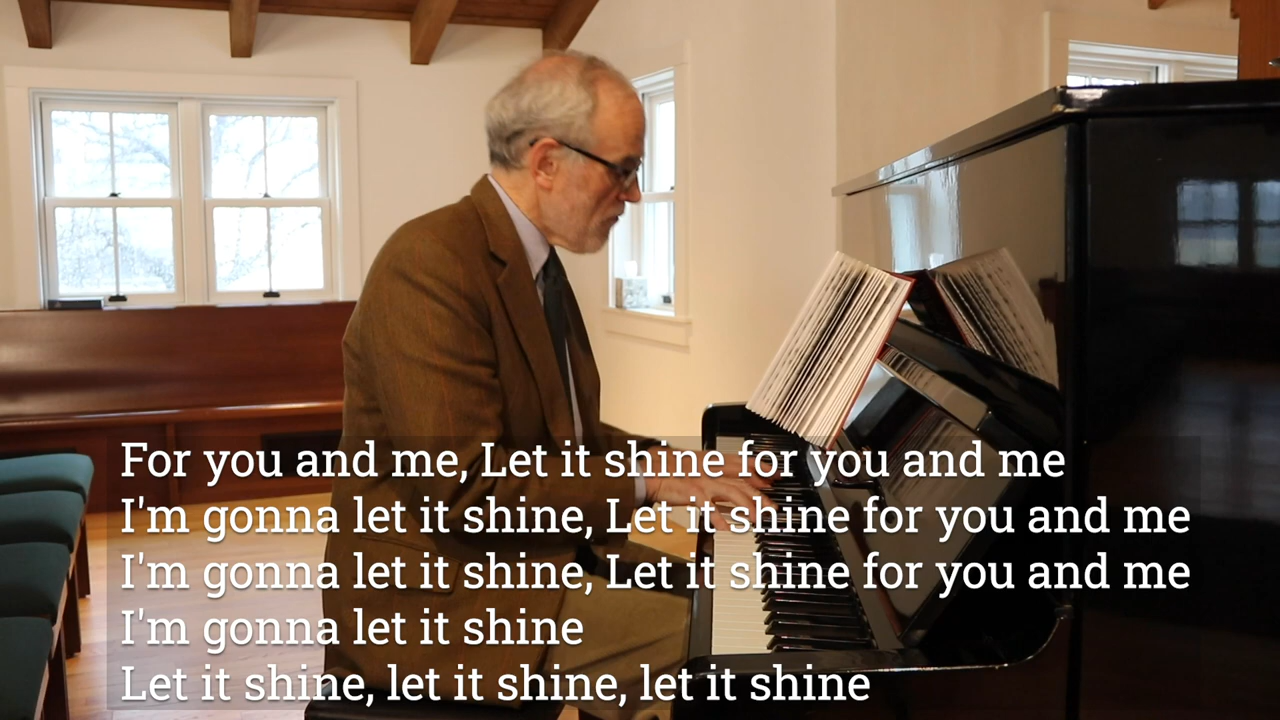 For you and me, Let it shine for you and me
I'm gonna let it shine, Let it shine for you and me
I'm gonna let it shine, Let it shine for you and me
I'm gonna let it shine
Let it shine, let it shine, let it shine